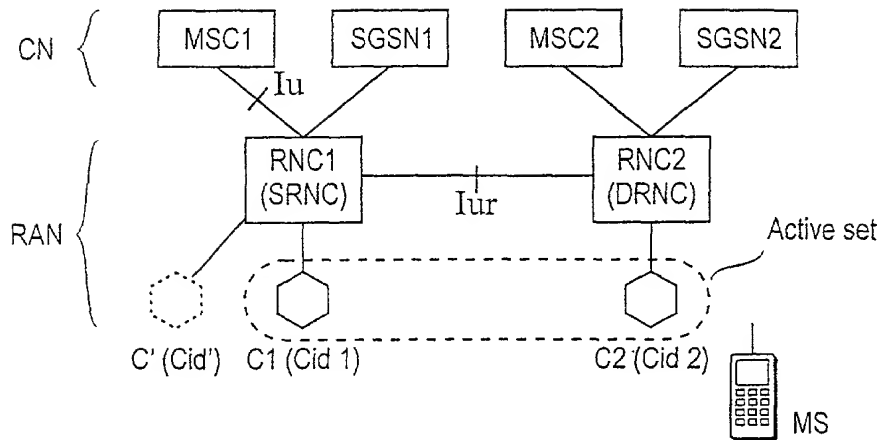 CN
MSC1
SGSN1
MSC2
SGSN2
Iu
RAN
RNC1
(SRNC)
Iur
RNC2
(DRNC)
Active set
C' (Cid')
C1 (Cid 1)
C2 (Cid 2)
MS